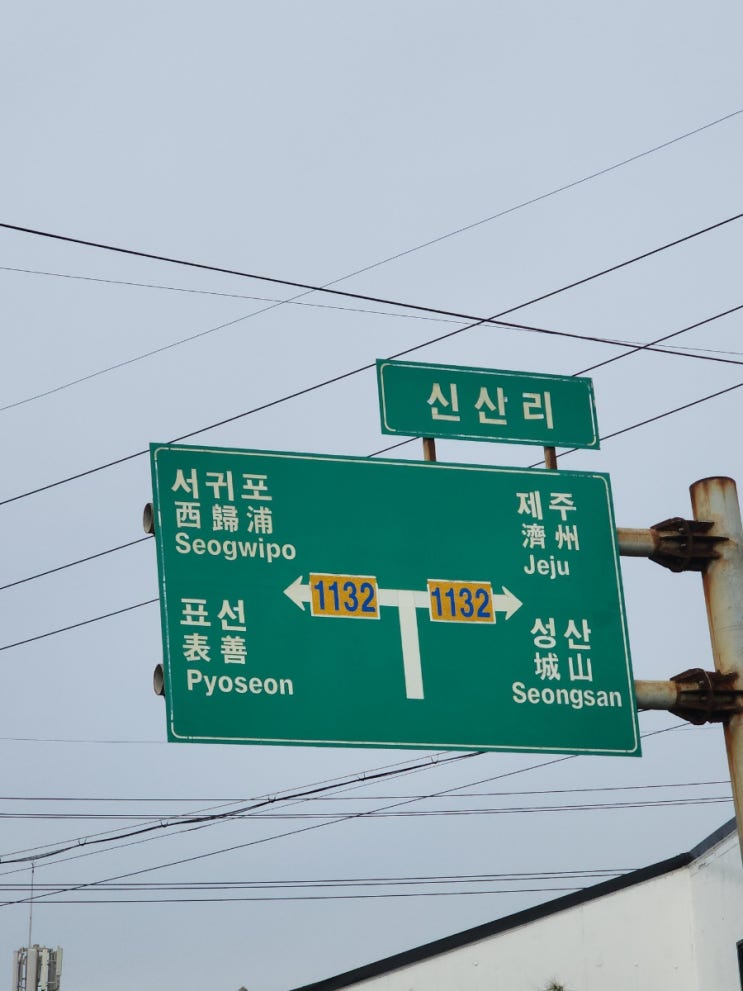 신산리
서귀포
西歸浦
Seogwipo
표선
表善
Pyoseon
1132
1132
제주
濟州
Jeju
성산
城山
Seongsan